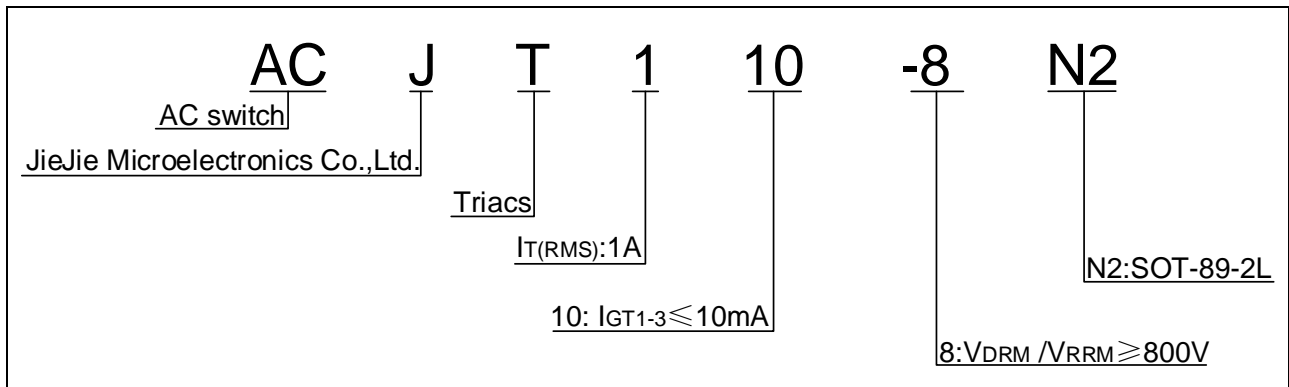 AC J T 1 10 -8 N2
AC switch
JieJie Microelectronics Co.,Ltd.
Triacs
IT(RMS):1A
N2:SOT-89-2L
10: IGT1-3≤10mA
8:VDRM /VRRM≥800V